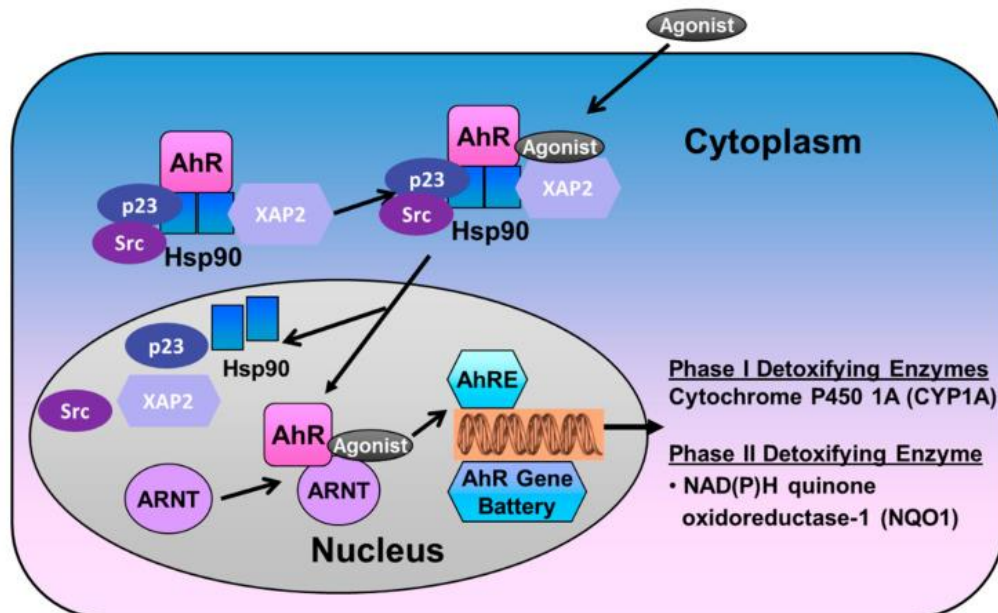 Agonist
Cytoplasm
AhR
p23
Src
XAP2
Hsp90
AhR
Agonist
p23
Src
XAP2
Hsp90
p23
Hsp90
Src
XAP2
AhR
Agonist
ARNT
ARNT
AhRE
AhR Gene
Battery
Nucleus
Phase I Detoxifying Enzymes
Cytochrome P450 1A (CYP1A)
Phase II Detoxifying Enzyme
• NAD(P)H quinone
oxidoreductase-1 (NQO1)